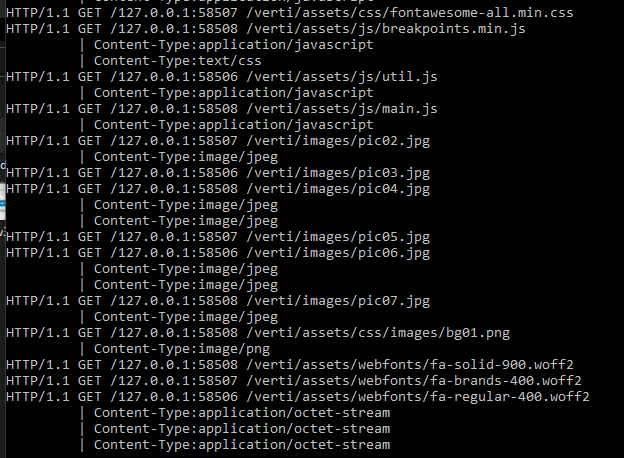 HTTP/1.1 GET /127.0.0.1:58507 /verti/assets/css/fontawesome-all.min.css
HTTP/1.1 GET /127.0.0.1:58508 /verti/assets/js/breakpoints.min.js
| Content-Type:application/javascript
| Content-Type:text/css
HTTP/1.1 GET /127.0.0.1:58506 /verti/assets/js/util.js
| Content-Type:application/javascript
HTTP/1.1 GET /127.0.0.1:58508 /verti/assets/js/main.js
| Content-Type:application/javascript
HTTP/1.1 GET /127.0.0.1:58507 /verti/images/pic02.jpg
| Content-Type:image/jpeg
HTTP/1.1 GET /127.0.0.1:58506 /verti/images/pic03.jpg
HTTP/1.1 GET /127.0.0.1:58508 /verti/images/pic04.jpg
| Content-Type:image/jpeg
| Content-Type:image/jpeg
HTTP/1.1 GET /127.0.0.1:58507 /verti/images/pic05.jpg
HTTP/1.1 GET /127.0.0.1:58506 /verti/images/pic06.jpg
| Content-Type:image/jpeg
| Content-Type:image/jpeg
HTTP/1.1 GET /127.0.0.1:58508 /verti/images/pic07.jpg
| Content-Type:image/jpeg
HTTP/1.1 GET /127.0.0.1:58508 /verti/assets/css/images/bg01.png
| Content-Type:image/png
HTTP/1.1 GET /127.0.0.1:58508 /verti/assets/webfonts/fa-solid-900.woff2
HTTP/1.1 GET /127.0.0.1:58507 /verti/assets/webfonts/fa-brands-400.woff2
HTTP/1.1 GET /127.0.0.1:58506 /verti/assets/webfonts/fa-regular-400.woff2
| Content-Type:application/octet-stream
| Content-Type:application/octet-stream
| Content-Type:application/octet-stream